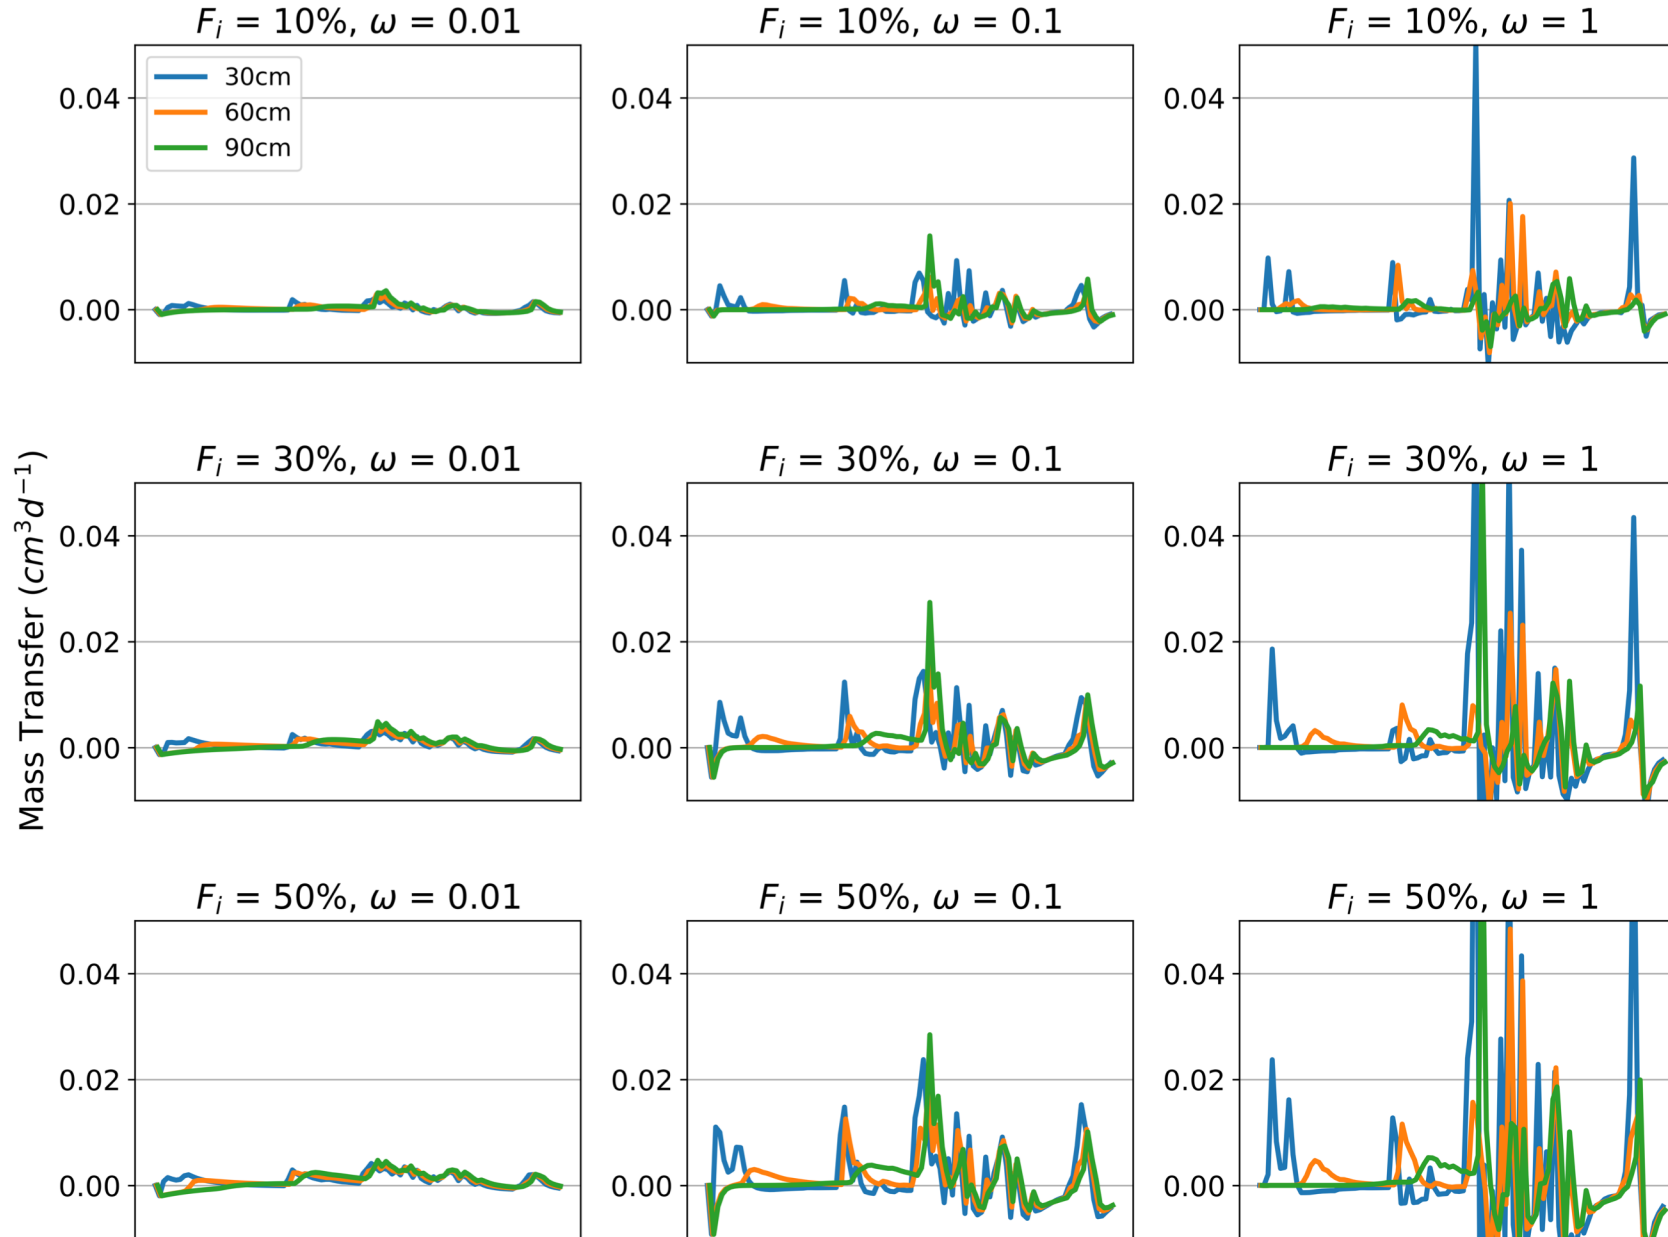 F_i = 10%, ω = 0.01
F_i = 10%, ω = 0.1
F_i = 10%, ω = 1
0.04
0.02
0.00
30cm
60cm
90cm
0.04
0.02
0.00
0.04
0.02
0.00
Mass Transfer (cm³d⁻¹)
F_i = 30%, ω = 0.01
F_i = 30%, ω = 0.1
F_i = 30%, ω = 1
0.04
0.02
0.00
0.04
0.02
0.00
0.04
0.02
0.00
F_i = 50%, ω = 0.01
F_i = 50%, ω = 0.1
F_i = 50%, ω = 1
0.04
0.02
0.00
0.04
0.02
0.00
0.04
0.02
0.00